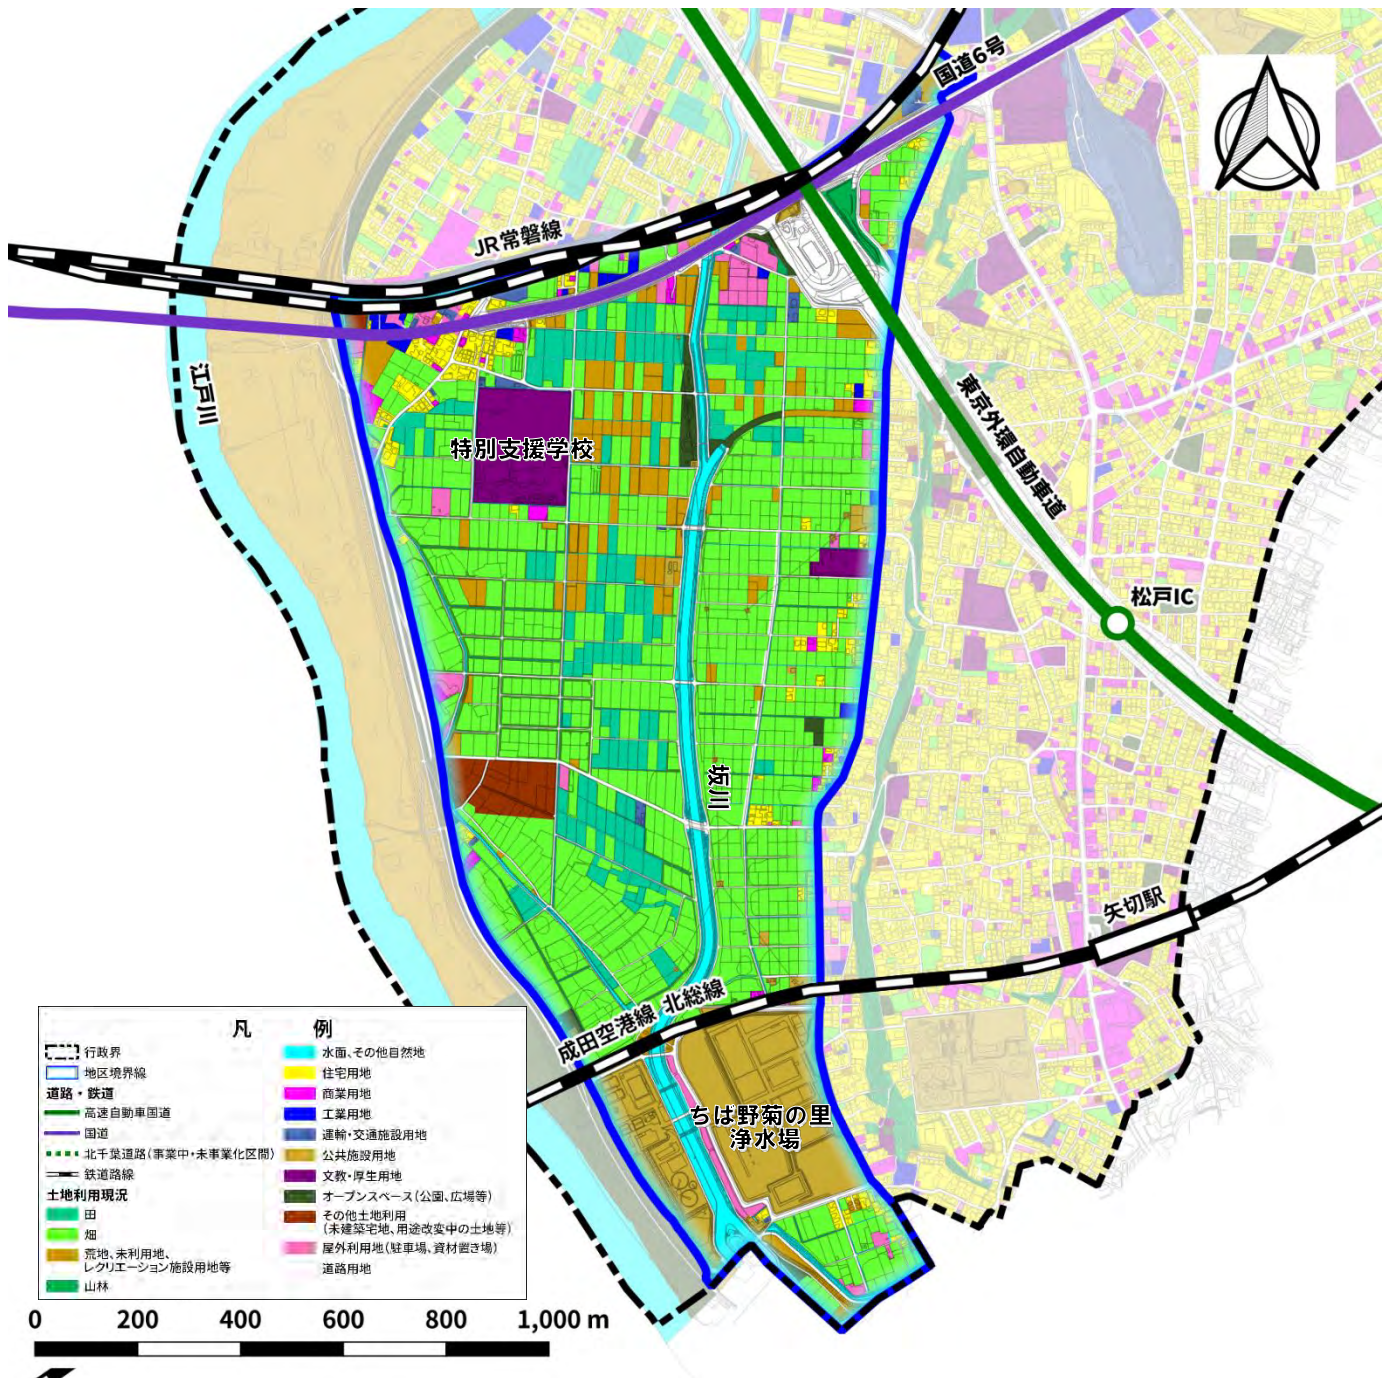 国道6号
JR常磐線
江戸川
特別支援学校
東京外環自動車道
松戸IC
坂川
矢切駅
成田空港線 北総線
ちば野菊の里
浄水場
凡 例
行政界
地区境界線
道路・鉄道
高速自動車国道
国道
北千葉道路(事業中・未事業化区間)
鉄道路線
土地利用現況
田
畑
荒地、未利用地、
レクリエーション施設用地等
山林
水面、その他自然地
住宅用地
商業用地
工業用地
運輸・交通施設用地
公共施設用地
文教・厚生用地
オープンスペース(公園、広場等)
その他土地利用
(未建築宅地、用途改変中の土地等)
屋外利用地(駐車場、資材置き場)
道路用地
0 200 400 600 800 1,000 m